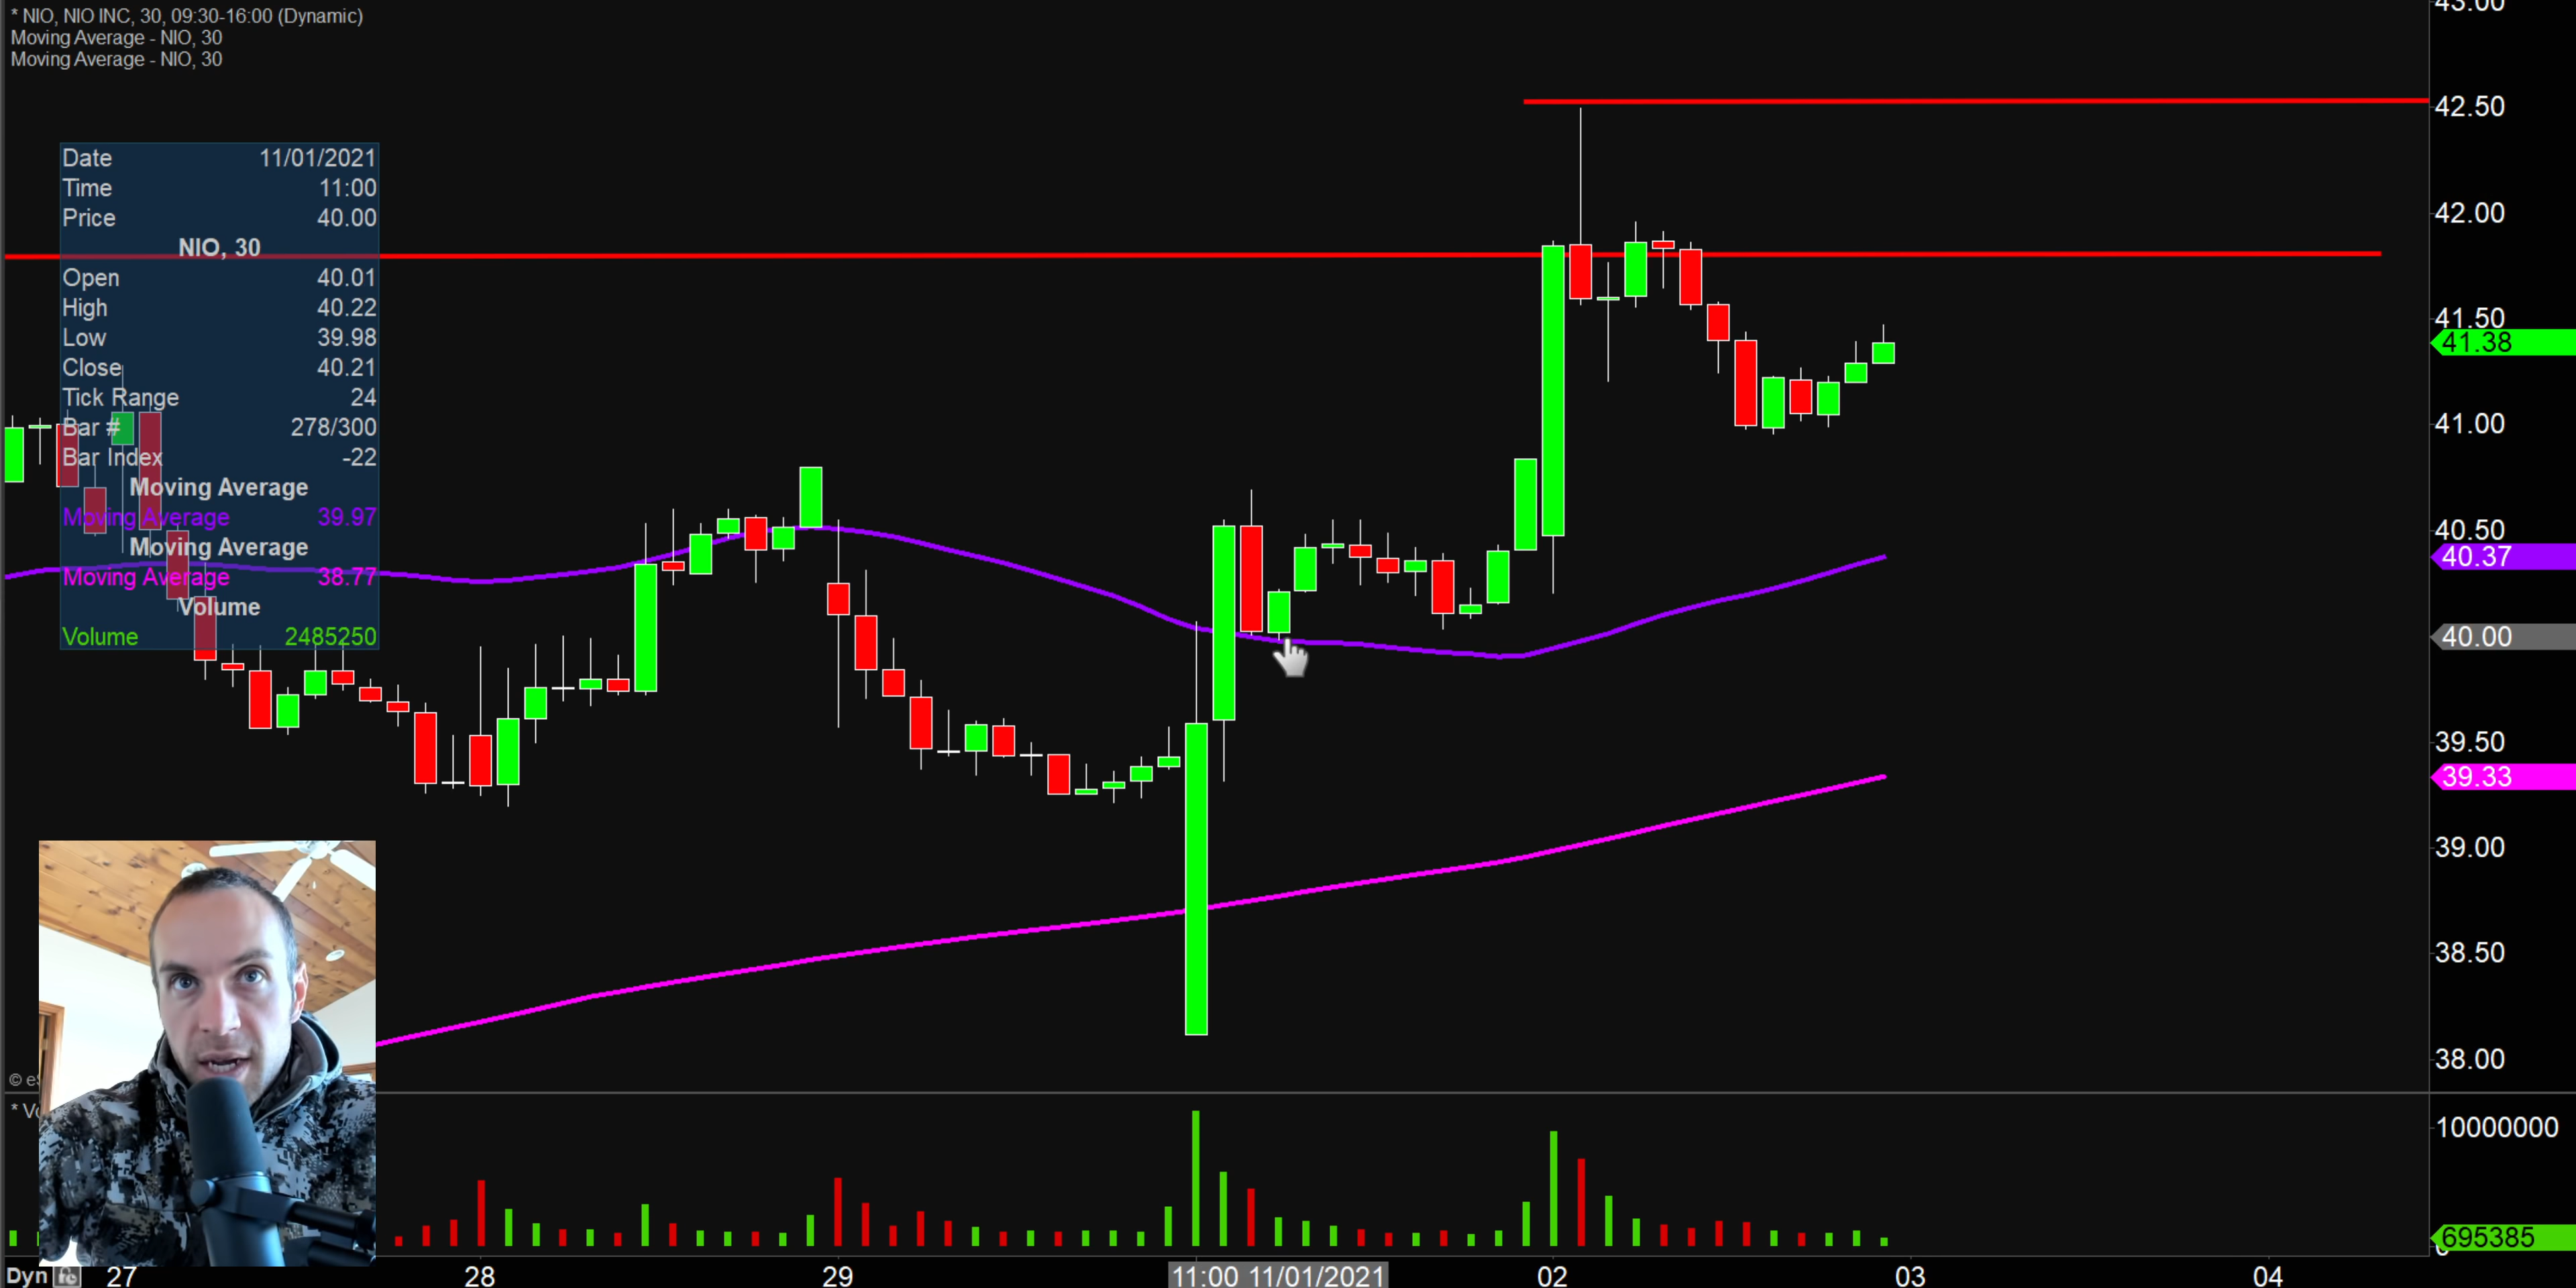 * NIO, NIO INC, 30, 09:30-16:00 (Dynamic)
Moving Average - NIO, 30
Moving Average - NIO, 30
Date 11/01/2021
Time 11:00
Price 40.00
NIO, 30
Open 40.01
High 40.22
Low 39.98
Close 40.21
Tick Range 24
Bar # 278/300
Bar Index -22
Moving Average
Moving Average 39.97
Moving Average
Moving Average 38.77
Volume
Volume 2485250
43.00
42.50
42.00
41.50
41.38
41.00
40.50
40.37
40.00
39.50
39.33
39.00
38.50
38.00
10000000
695385
Dyn 27 28 29 11:00 11/01/2021 02 03 04